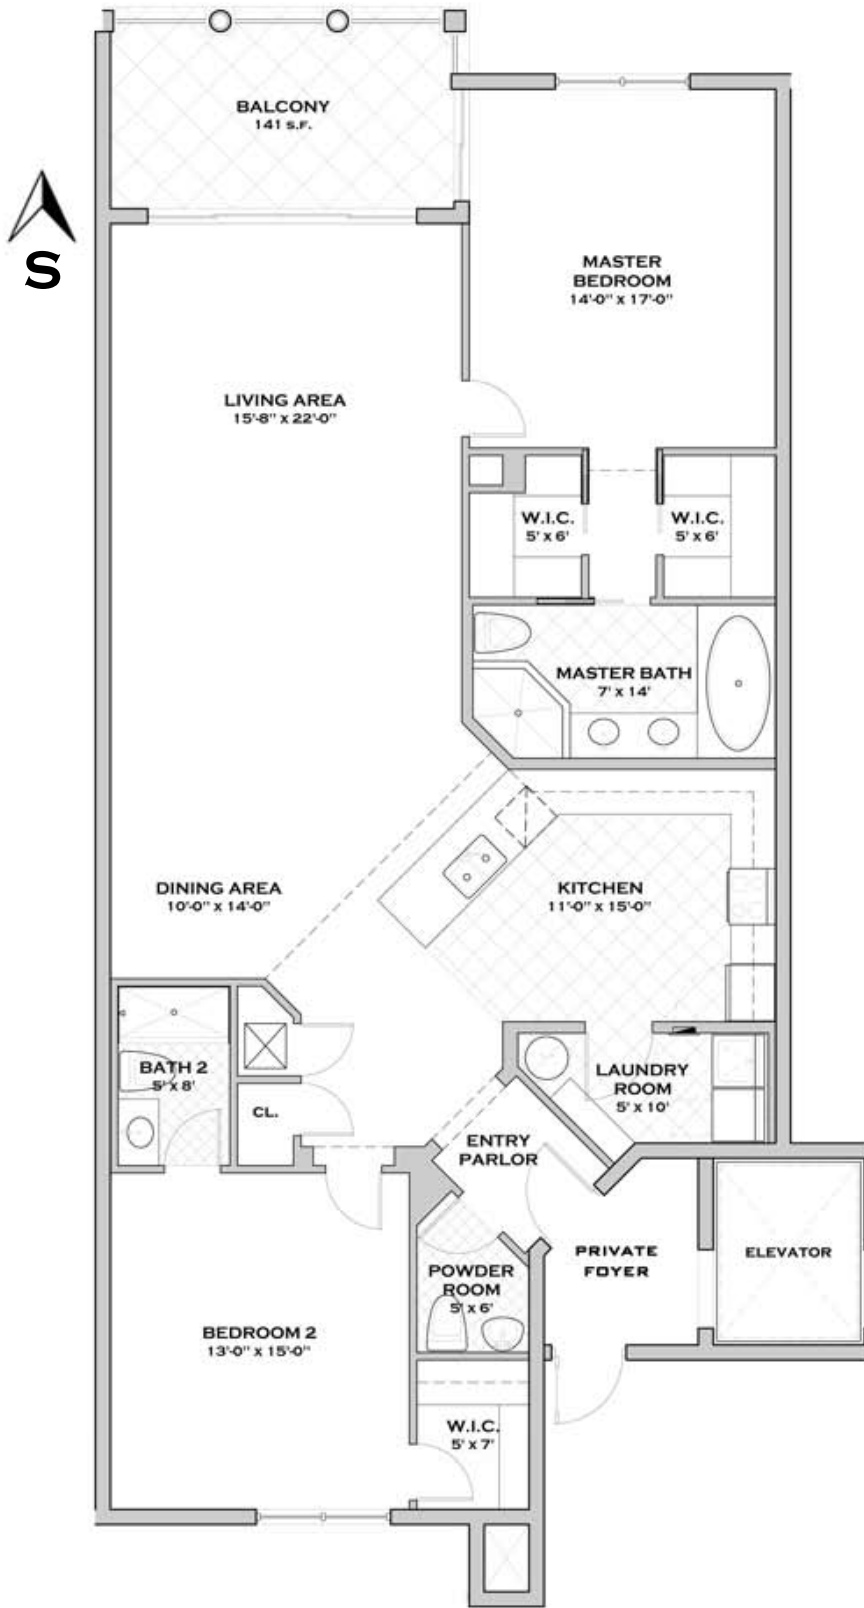 BALCONY
141 S.F.
S
MASTER
BEDROOM
14'-0" X 17'-0"
LIVING AREA
15'-8" X 22'-0"
W.I.C.
5' X 6'
W.I.C.
5' X 6'
MASTER BATH
7' X 14'
DINING AREA
10'-0" X 14'-0"
KITCHEN
11'-0" X 15'-0"
BATH 2
5' X 8'
LAUNDRY
ROOM
5' X 10'
CL.
ENTRY
PARLOR
PRIVATE
FOYER
ELEVATOR
POWDER
ROOM
5' X 6'
BEDROOM 2
13'-0" X 15'-0"
W.I.C.
5' X 7'